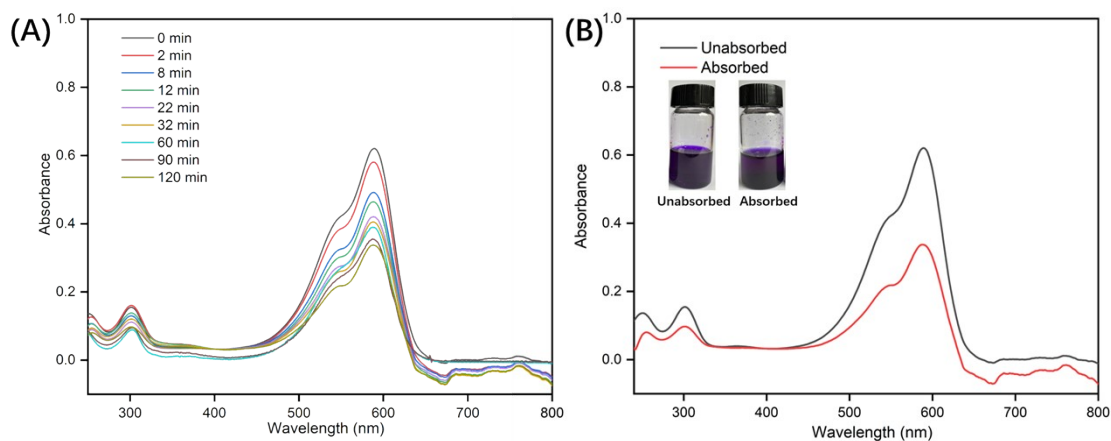 (A)
1.0
0.8
0.6
0.4
0.2
0.0
Absorbance
0 min
2 min
8 min
12 min
22 min
32 min
60 min
90 min
120 min
300
400
500
600
700
800
Wavelength (nm)
(B)
1.0
0.8
0.6
0.4
0.2
0.0
Absorbance
Unabsorbed
Absorbed
Unabsorbed Absorbed
300
400
500
600
700
800
Wavelength (nm)